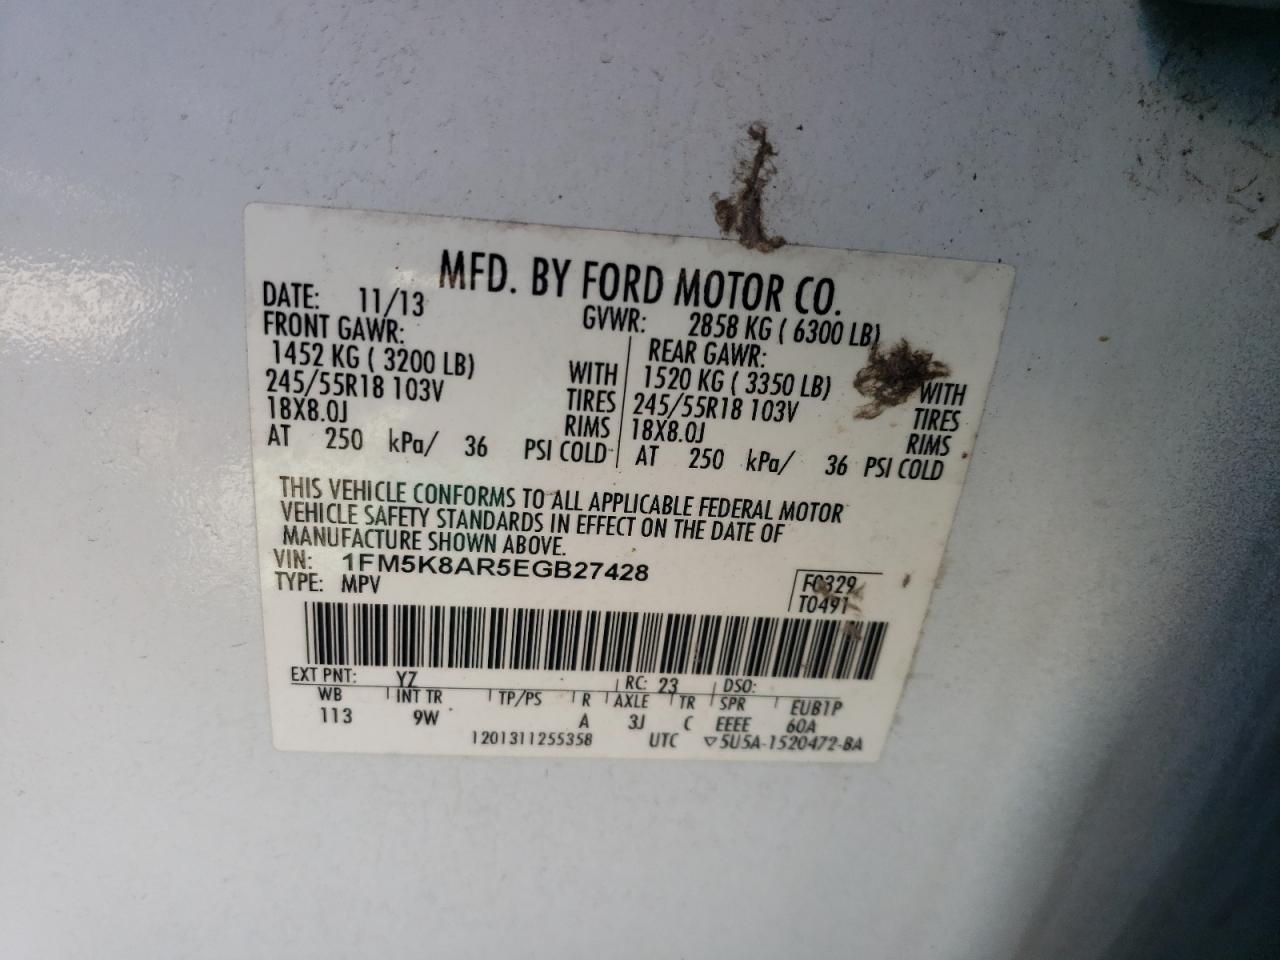 MFD. BY FORD MOTOR CO.
DATE: 11/13 GVWR: 2858 KG ( 6300 LB)
FRONT GAWR: REAR GAWR:
1452 KG ( 3200 LB) WITH 1520 KG ( 3350 LB) WITH
245/55R18 103V TIRES 245/55R18 103V TIRES
18X8.0J RIMS 18X8.0J RIMS
AT 250 kPa/ 36 PSI COLD AT 250 kPa/ 36 PSI COLD
THIS VEHICLE CONFORMS TO ALL APPLICABLE FEDERAL MOTOR
VEHICLE SAFETY STANDARDS IN EFFECT ON THE DATE OF
MANUFACTURE SHOWN ABOVE.
VIN: 1FM5K8AR5EGB27428
TYPE: MPV F0329
T0491
EXT PNT: YZ RC: 23 DSO:
WB INT TR TP/PS R AXLE TR SPR EUB1P
113 9W A 3J C EEEE 60A
1201311255358 UTC ▽5U5A-1520472-BA